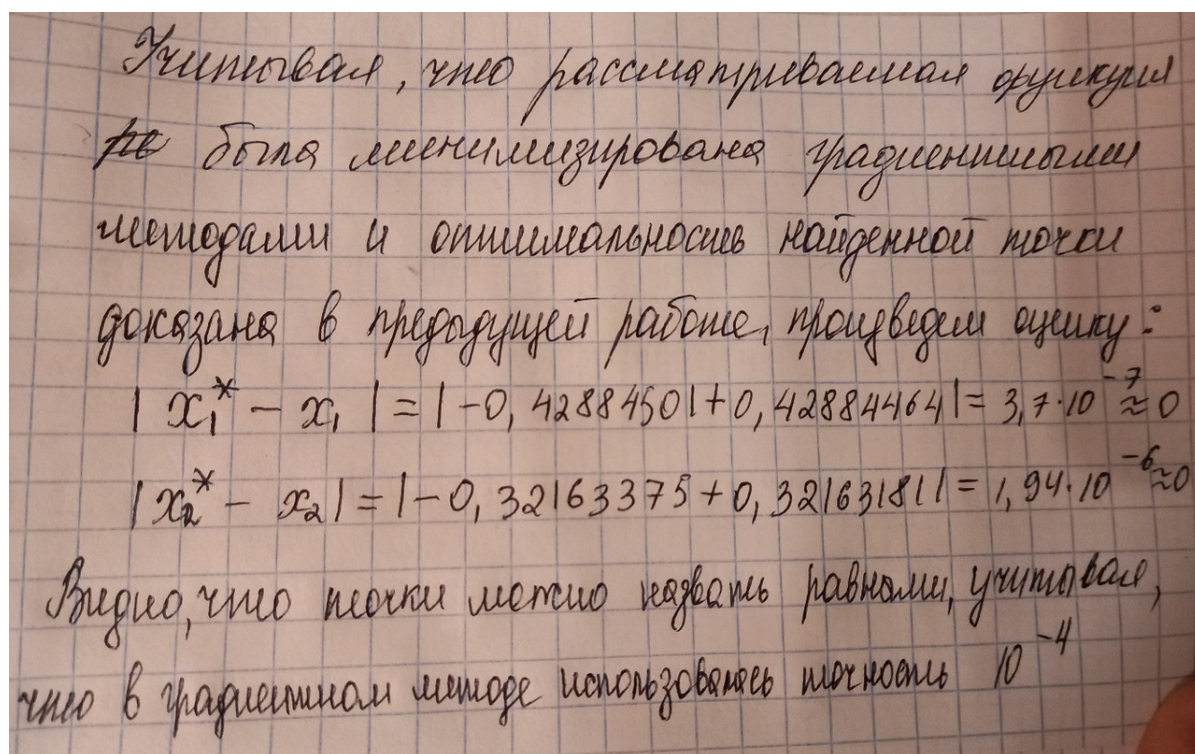 Учитывая, что рассматриваемая функция
была минимизирована градиентными
методами и оптимальность найденной точки
доказана в предыдущей работе, произведем оценку:
| x₁* − x₁ | = | −0,42884501 + 0,42884464 | = 3,7·10⁻⁷ ≈ 0
| x₂* − x₂ | = | −0,32163375 + 0,32163181 | = 1,94·10⁻⁶ ≈ 0
Видно, что точки можно назвать равными, учитывая,
что в градиентном методе использовалась точность 10⁻⁴